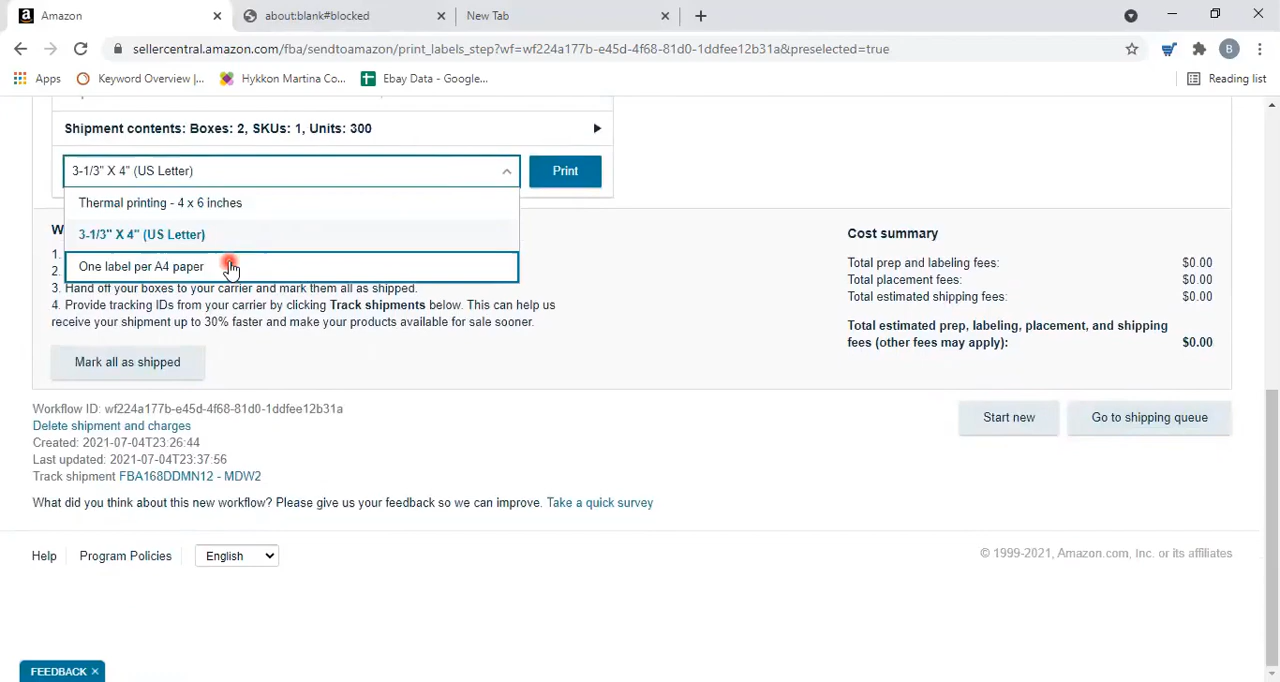 Amazon
about:blank#blocked
New Tab
sellercentral.amazon.com/fba/sendtoamazon/print_labels_step?wf=wf224a177b-e45d-4f68-81d0-1ddfee12b31a&preselected=true
B
Apps
Keyword Overview |...
Hykkon Martina Co...
Ebay Data - Google...
Reading list
Shipment contents: Boxes: 2, SKUs: 1, Units: 300
3-1/3" X 4" (US Letter)
Print
Thermal printing - 4 x 6 inches
3-1/3" X 4" (US Letter)
One label per A4 paper
W
1.
2.
3. Hand off your boxes to your carrier and mark them all as shipped.
4. Provide tracking IDs from your carrier by clicking Track shipments below. This can help us
receive your shipment up to 30% faster and make your products available for sale sooner.
Mark all as shipped
Cost summary
Total prep and labeling fees: $0.00
Total placement fees: $0.00
Total estimated shipping fees: $0.00
Total estimated prep, labeling, placement, and shipping
fees (other fees may apply): $0.00
Workflow ID: wf224a177b-e45d-4f68-81d0-1ddfee12b31a
Delete shipment and charges
Created: 2021-07-04T23:26:44
Last updated: 2021-07-04T23:37:56
Track shipment FBA168DDMN12 - MDW2
Start new
Go to shipping queue
What did you think about this new workflow? Please give us your feedback so we can improve. Take a quick survey
Help
Program Policies
English
© 1999-2021, Amazon.com, Inc. or its affiliates
FEEDBACK ×